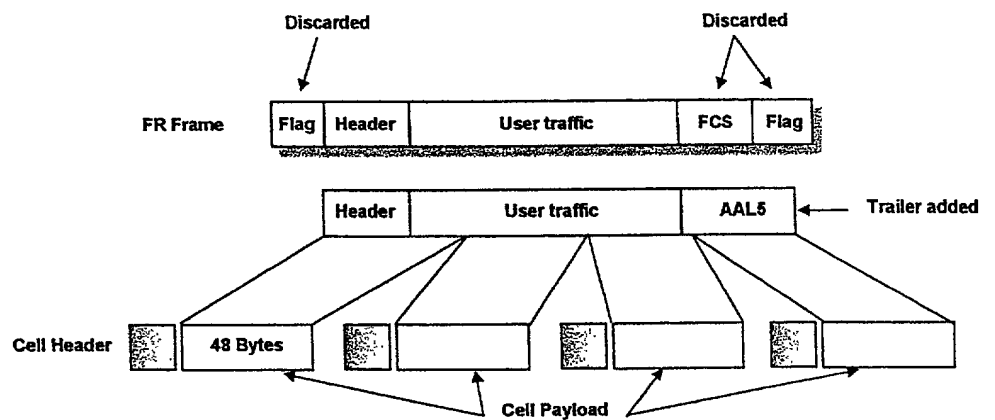 Discarded
Discarded
FR Frame
Flag
Header
User traffic
FCS
Flag
Header
User traffic
AAL5
Trailer added
Cell Header
48 Bytes
Cell Payload